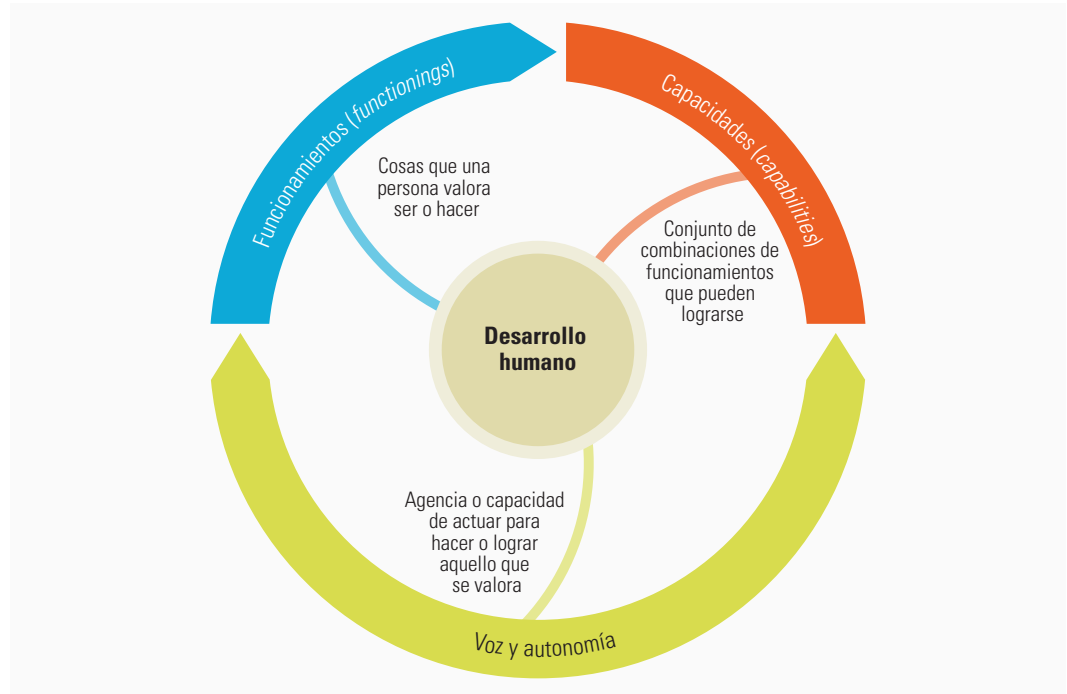 Funcionamientos (functionings)
Cosas que una
persona valora
ser o hacer
Capacidades (capabilities)
Conjunto de
combinaciones de
funcionamientos
que pueden
lograrse
Desarrollo
humano
Agencia o capacidad
de actuar para
hacer o lograr
aquello que
se valora
Voz y autonomía